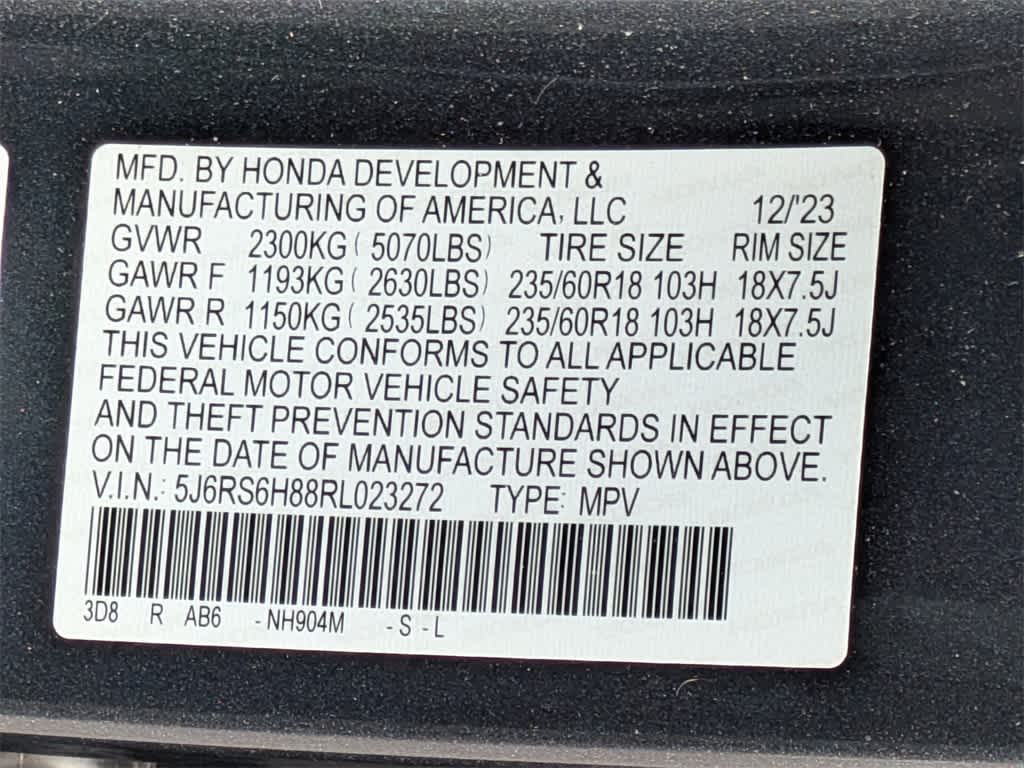 MFD. BY HONDA DEVELOPMENT &
MANUFACTURING OF AMERICA, LLC 12/'23
GVWR 2300KG ( 5070LBS) TIRE SIZE RIM SIZE
GAWR F 1193KG ( 2630LBS) 235/60R18 103H 18X7.5J
GAWR R 1150KG ( 2535LBS) 235/60R18 103H 18X7.5J
THIS VEHICLE CONFORMS TO ALL APPLICABLE
FEDERAL MOTOR VEHICLE SAFETY
AND THEFT PREVENTION STANDARDS IN EFFECT
ON THE DATE OF MANUFACTURE SHOWN ABOVE.
V.I.N.: 5J6RS6H88RL023272 TYPE: MPV
3D8 R AB6 -NH904M -S -L